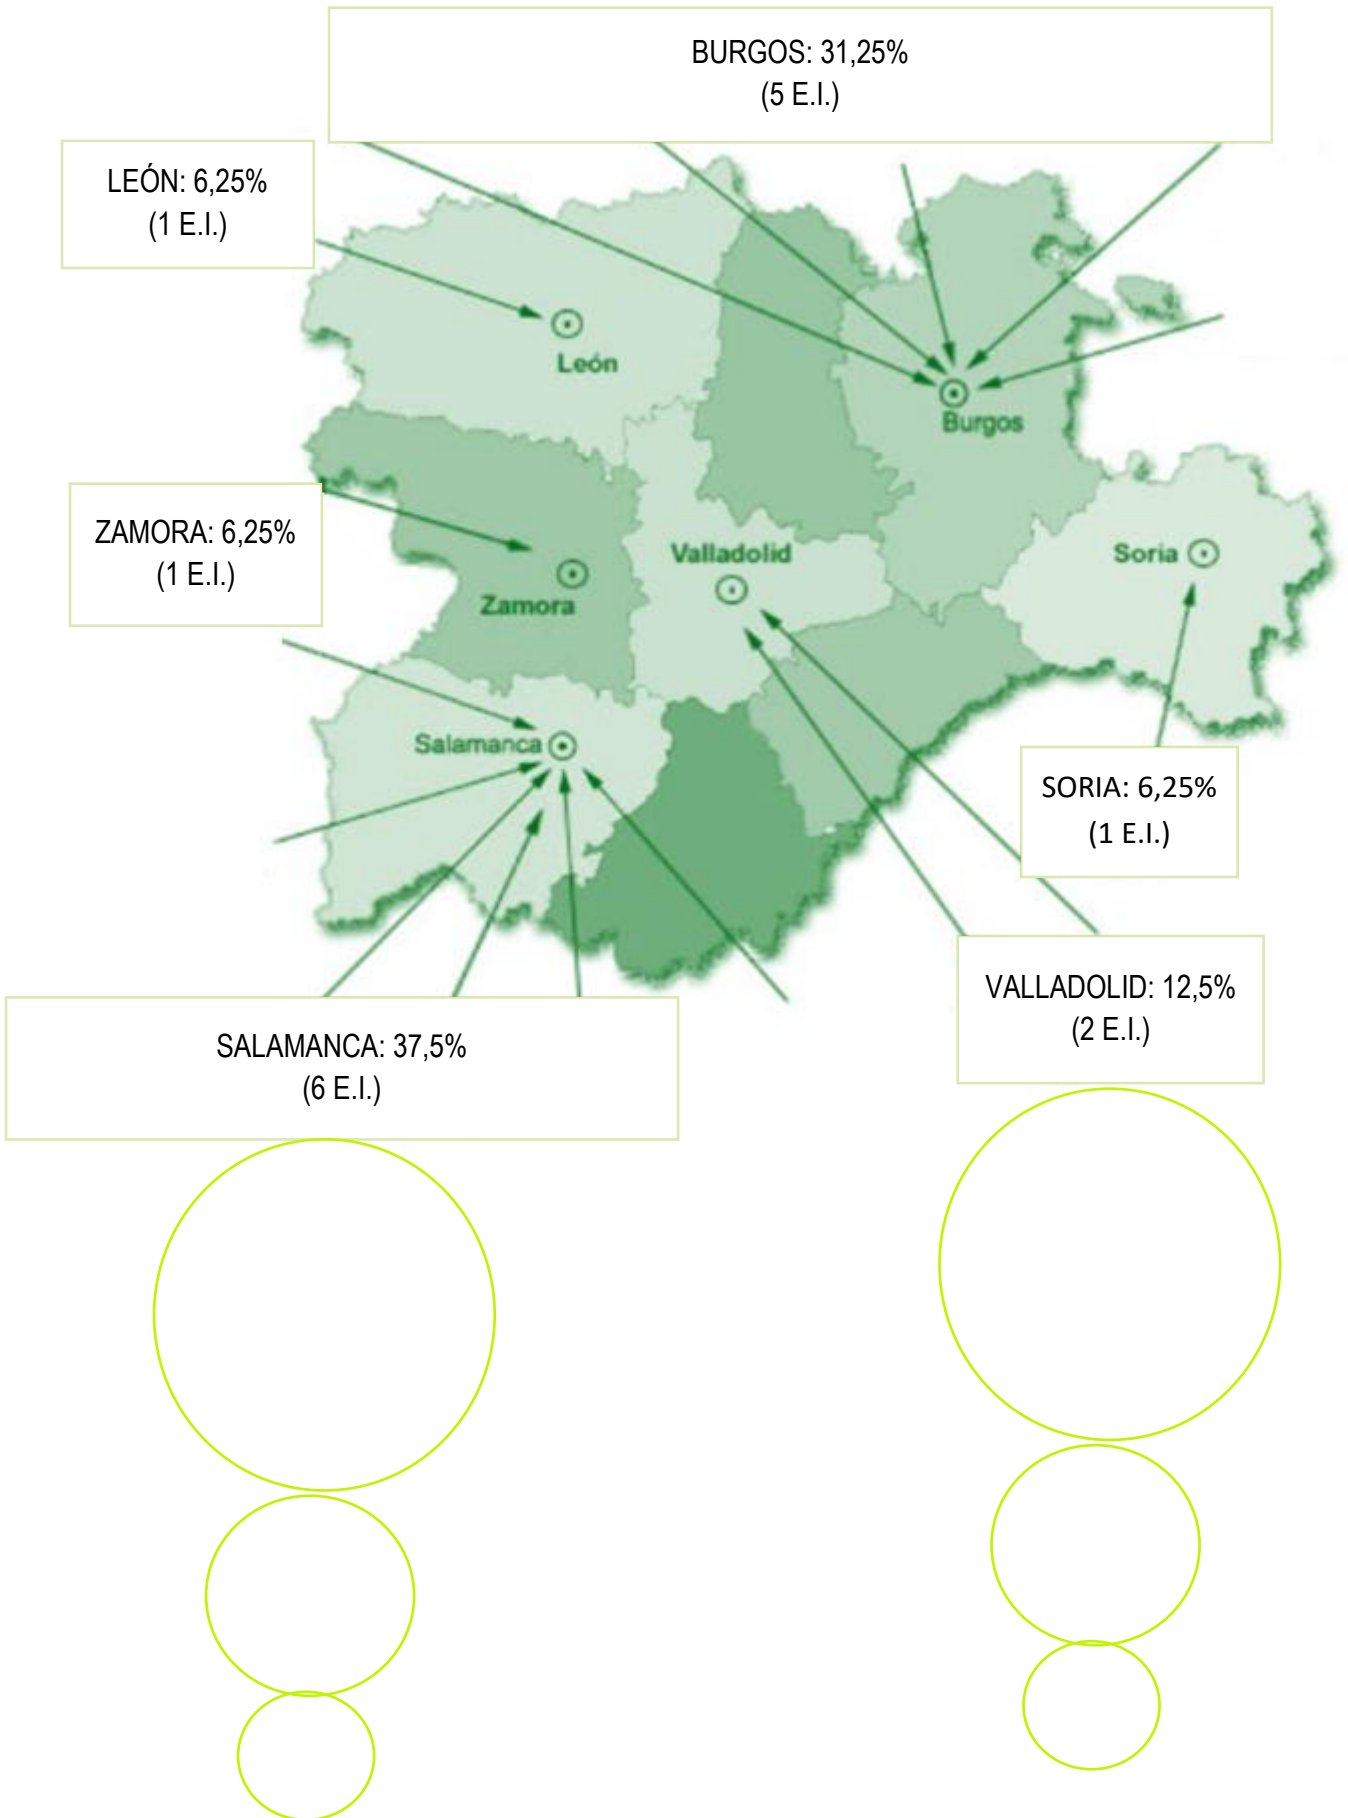 BURGOS: 31,25%
(5 E.I.)
LEÓN: 6,25%
(1 E.I.)
León
Burgos
ZAMORA: 6,25%
(1 E.I.)
Valladolid
Soria
Zamora
Salamanca
SORIA: 6,25%
(1 E.I.)
VALLADOLID: 12,5%
(2 E.I.)
SALAMANCA: 37,5%
(6 E.I.)